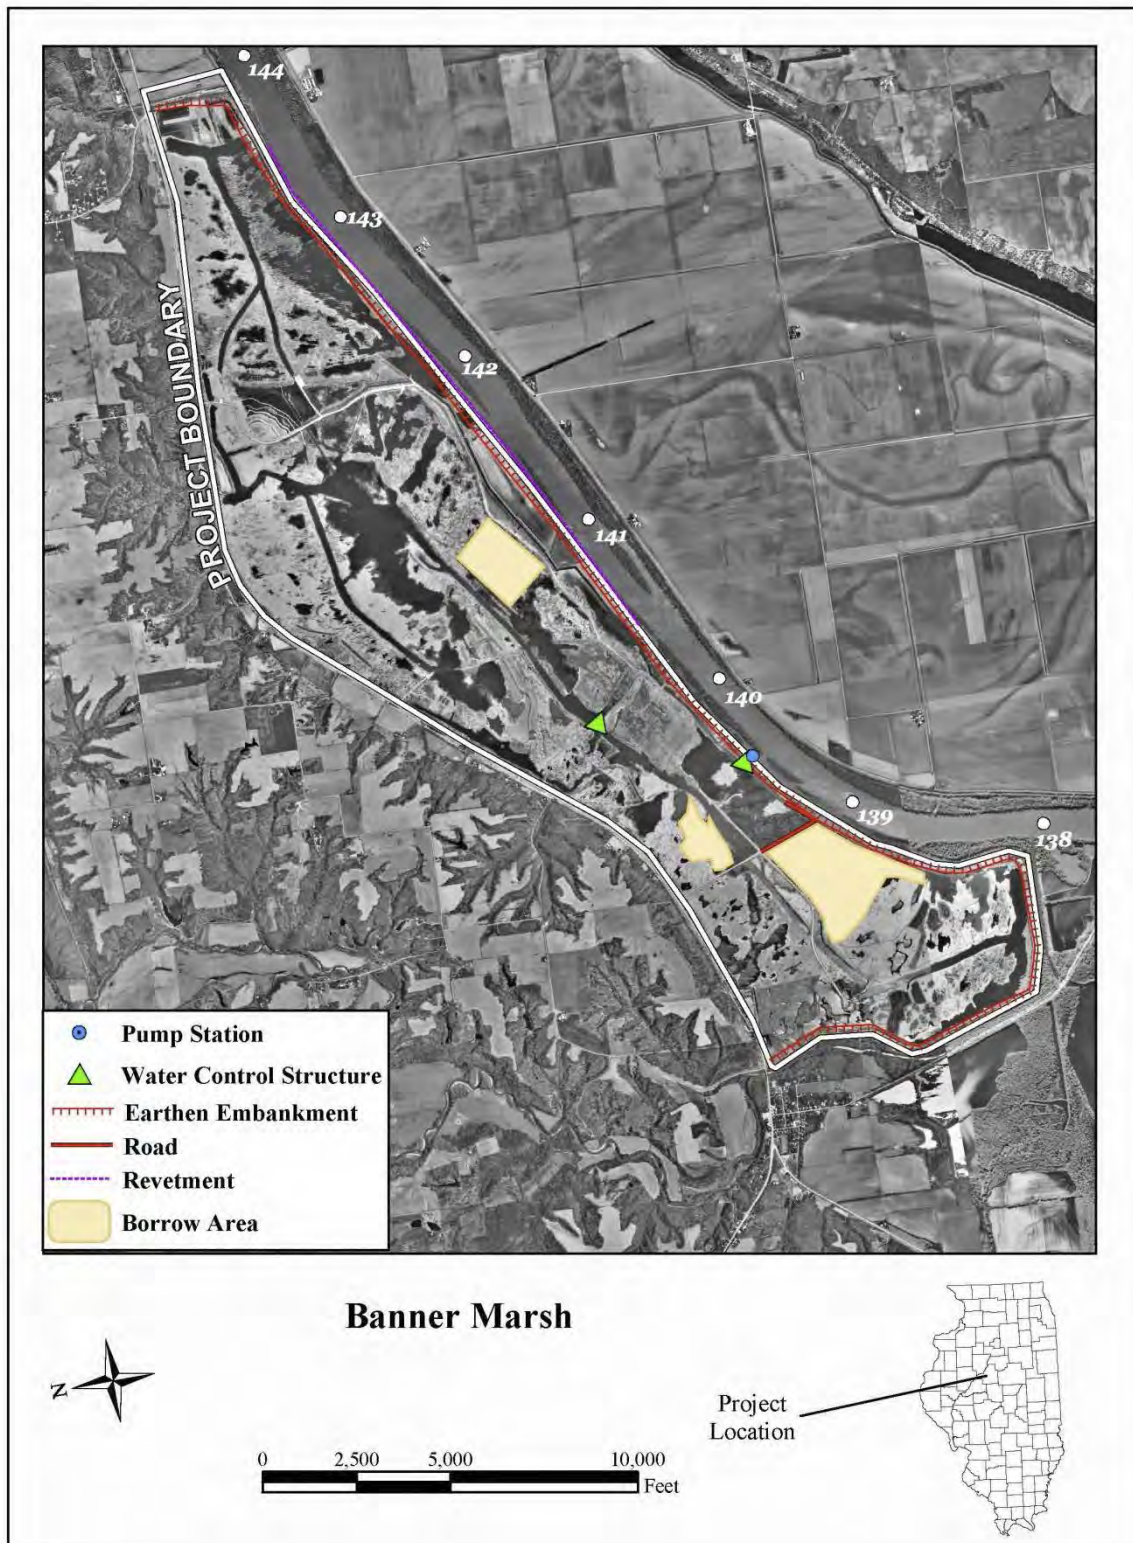 144
143
PROJECT BOUNDARY
142
141
140
139
138
Pump Station
Water Control Structure
Earthen Embankment
Road
Revetment
Borrow Area
Banner Marsh
N
Project
Location
0 2,500 5,000 10,000
Feet